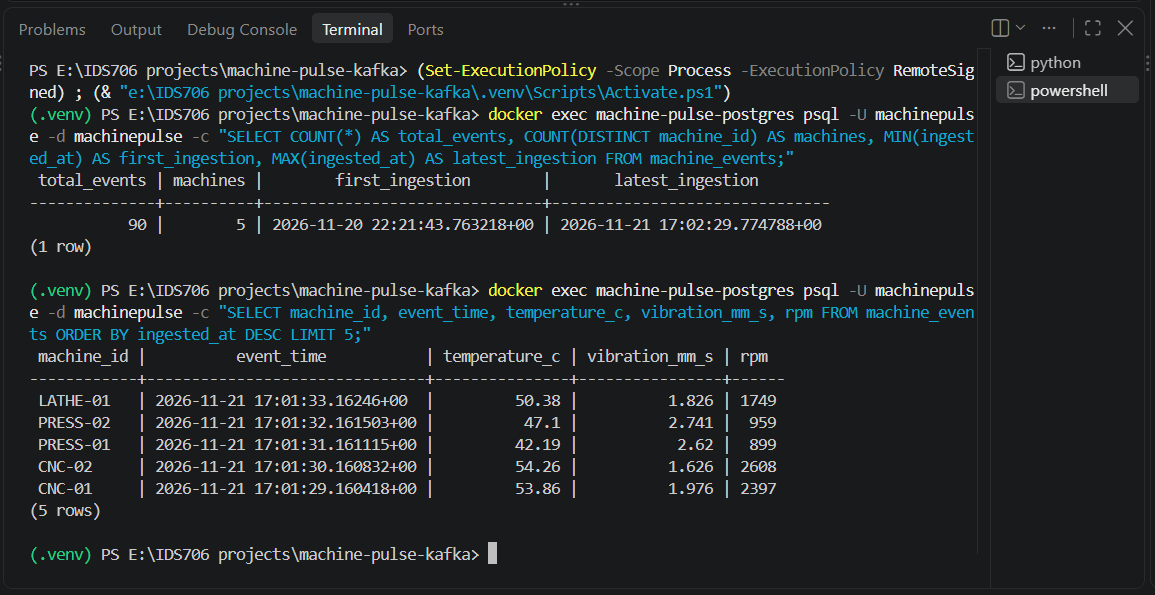 Problems Output Debug Console Terminal Ports
python
powershell
PS E:\IDS706 projects\machine-pulse-kafka> (Set-ExecutionPolicy -Scope Process -ExecutionPolicy RemoteSig
ned) ; (& "e:\IDS706 projects\machine-pulse-kafka\.venv\Scripts\Activate.ps1")
(.venv) PS E:\IDS706 projects\machine-pulse-kafka> docker exec machine-pulse-postgres psql -U machinepuls
e -d machinepulse -c "SELECT COUNT(*) AS total_events, COUNT(DISTINCT machine_id) AS machines, MIN(ingest
ed_at) AS first_ingestion, MAX(ingested_at) AS latest_ingestion FROM machine_events;"
 total_events | machines |        first_ingestion        |       latest_ingestion
--------------+----------+-------------------------------+-------------------------------
           90 |        5 | 2026-11-20 22:21:43.763218+00 | 2026-11-21 17:02:29.774788+00
(1 row)
(.venv) PS E:\IDS706 projects\machine-pulse-kafka> docker exec machine-pulse-postgres psql -U machinepuls
e -d machinepulse -c "SELECT machine_id, event_time, temperature_c, vibration_mm_s, rpm FROM machine_even
ts ORDER BY ingested_at DESC LIMIT 5;"
 machine_id |          event_time           | temperature_c | vibration_mm_s | rpm
------------+-------------------------------+---------------+----------------+------
 LATHE-01   | 2026-11-21 17:01:33.16246+00  |         50.38 |          1.826 | 1749
 PRESS-02   | 2026-11-21 17:01:32.161503+00 |          47.1 |          2.741 |  959
 PRESS-01   | 2026-11-21 17:01:31.161115+00 |         42.19 |           2.62 |  899
 CNC-02     | 2026-11-21 17:01:30.160832+00 |         54.26 |          1.626 | 2608
 CNC-01     | 2026-11-21 17:01:29.160418+00 |         53.86 |          1.976 | 2397
(5 rows)
(.venv) PS E:\IDS706 projects\machine-pulse-kafka>